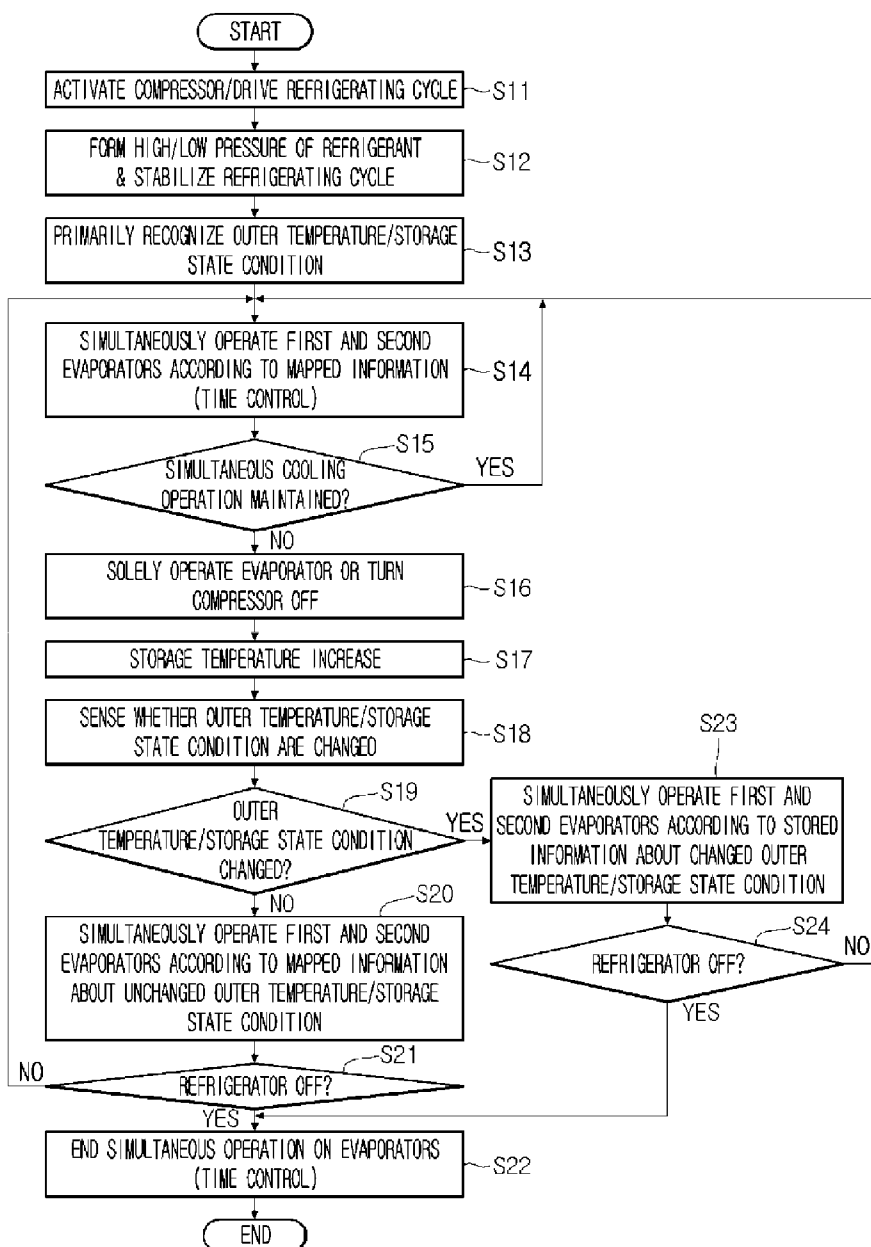 START
ACTIVATE COMPRESSOR/DRIVE REFRIGERATING CYCLE
S11
FORM HIGH/LOW PRESSURE OF REFRIGERANT
& STABILIZE REFRIGERATING CYCLE
S12
PRIMARILY RECOGNIZE OUTER TEMPERATURE/STORAGE
STATE CONDITION
S13
SIMULTANEOUSLY OPERATE FIRST AND SECOND
EVAPORATORS ACCORDING TO MAPPED INFORMATION
(TIME CONTROL)
S14
S15
SIMULTANEOUS COOLING
OPERATION MAINTAINED?
YES
NO
SOLELY OPERATE EVAPORATOR OR TURN
COMPRESSOR OFF
S16
STORAGE TEMPERATURE INCREASE
S17
SENSE WHETHER OUTER TEMPERATURE/STORAGE
STATE CONDITION ARE CHANGED
S18
S19
OUTER
TEMPERATURE/STORAGE STATE CONDITION
CHANGED?
YES
NO
S23
SIMULTANEOUSLY OPERATE FIRST AND
SECOND EVAPORATORS ACCORDING TO STORED
INFORMATION ABOUT CHANGED OUTER
TEMPERATURE/STORAGE STATE CONDITION
S20
SIMULTANEOUSLY OPERATE FIRST AND SECOND
EVAPORATORS ACCORDING TO MAPPED INFORMATION
ABOUT UNCHANGED OUTER TEMPERATURE/STORAGE
STATE CONDITION
S24
REFRIGERATOR OFF?
NO
YES
S21
REFRIGERATOR OFF?
NO
YES
END SIMULTANEOUS OPERATION ON EVAPORATORS
(TIME CONTROL)
S22
END